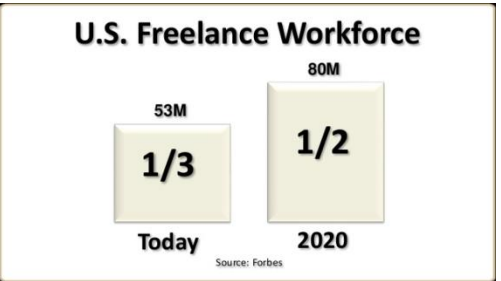 U.S. Freelance Workforce
80M
53M
1/2
1/3
Today
2020
Source: Forbes